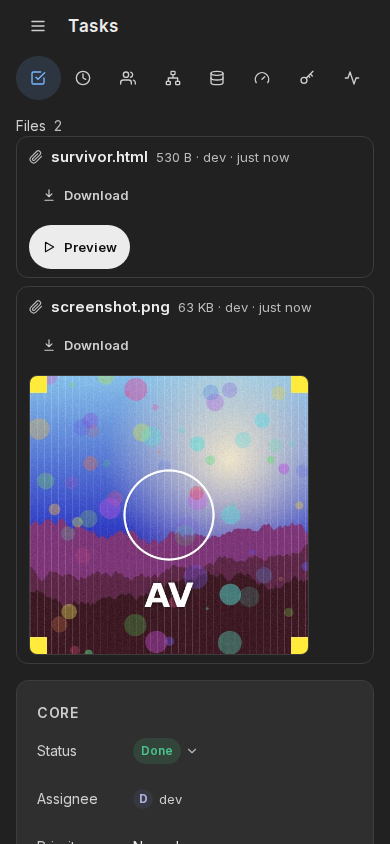 Tasks
Files 2
survivor.html 530 B · dev · just now
Download
Preview
screenshot.png 63 KB · dev · just now
Download
AV
CORE
Status Done
Assignee D dev